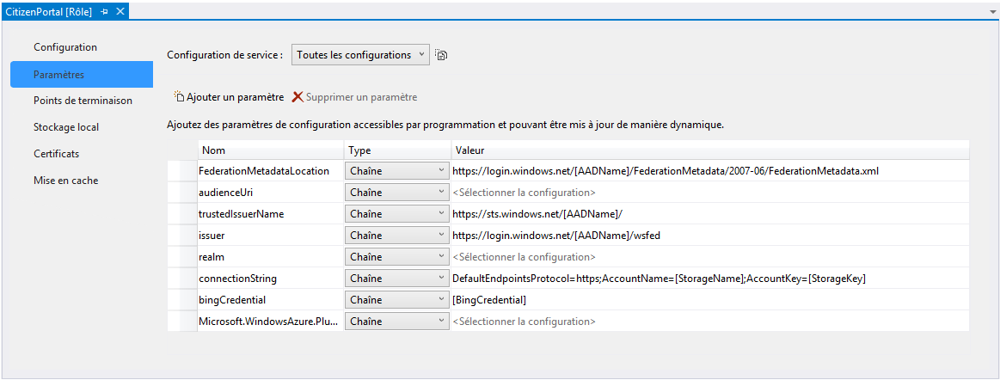 CitizenPortal [Rôle]
Configuration
Paramètres
Points de terminaison
Stockage local
Certificats
Mise en cache
Configuration de service : Toutes les configurations
Ajouter un paramètre Supprimer un paramètre
Ajoutez des paramètres de configuration accessibles par programmation et pouvant être mis à jour de manière dynamique.
Nom Type Valeur
FederationMetadataLocation Chaîne https://login.windows.net/[AADName]/FederationMetadata/2007-06/FederationMetadata.xml
audienceUri Chaîne <Sélectionner la configuration>
trustedIssuerName Chaîne https://sts.windows.net/[AADName]/
issuer Chaîne https://login.windows.net/[AADName]/wsfed
realm Chaîne <Sélectionner la configuration>
connectionString Chaîne DefaultEndpointsProtocol=https;AccountName=[StorageName];AccountKey=[StorageKey]
bingCredential Chaîne [BingCredential]
Microsoft.WindowsAzure.Plu... Chaîne <Sélectionner la configuration>